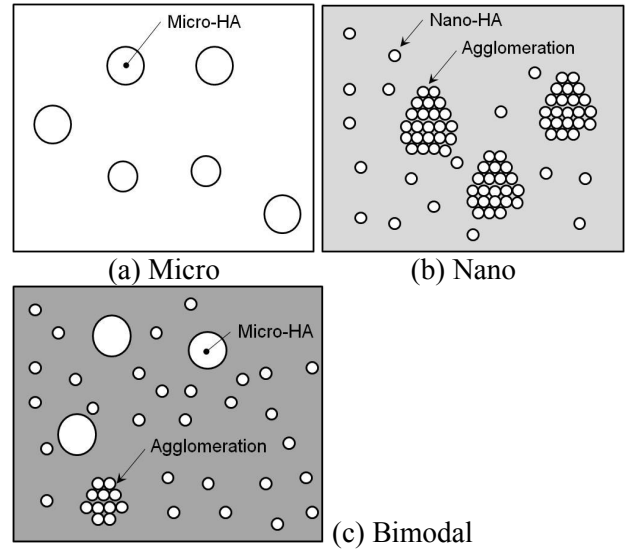 Micro-HA
(a) Micro
Nano-HA
Agglomeration
(b) Nano
Micro-HA
Agglomeration
(c) Bimodal